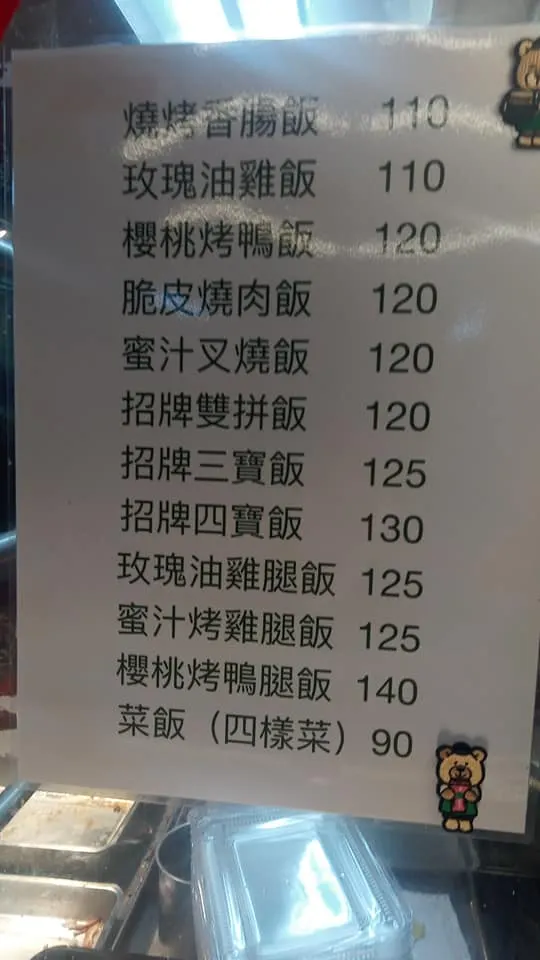 燒烤香腸飯 110
玫瑰油雞飯 110
櫻桃烤鴨飯 120
脆皮燒肉飯 120
蜜汁叉燒飯 120
招牌雙拼飯 120
招牌三寶飯 125
招牌四寶飯 130
玫瑰油雞腿飯 125
蜜汁烤雞腿飯 125
櫻桃烤鴨腿飯 140
菜飯（四樣菜）90